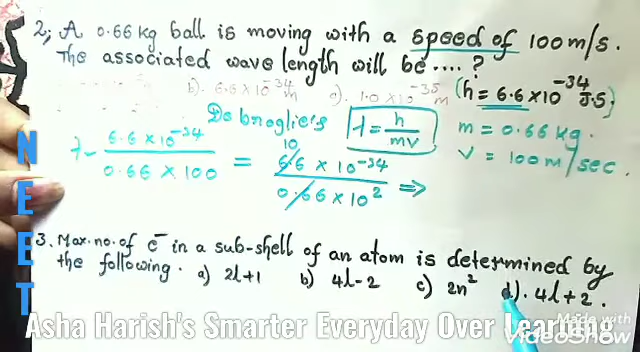 2, A 0.66 kg ball is moving with a speed of 100 m/s.
The associated wave length will be ....?
(h = 6.6 × 10⁻³⁴ J.S)
b). 6.6 × 10⁻³⁴ m c). 1.0 × 10⁻³⁵ m
De broglie's λ = h / mv
m = 0.66 kg.
v = 100 m/sec.
λ = 6.6 × 10⁻³⁴ / 0.66 × 100 = 10 6.6 × 10⁻³⁴ / 0.66 × 10² ⇒
NEET
3. Max. no. of e⁻ in a sub-shell of an atom is determined by
the following. a) 2l+1 b) 4l-2 c) 2n² d). 4l+2.
Made with
VideoShow
Asha Harish's Smarter Everyday Over Learning